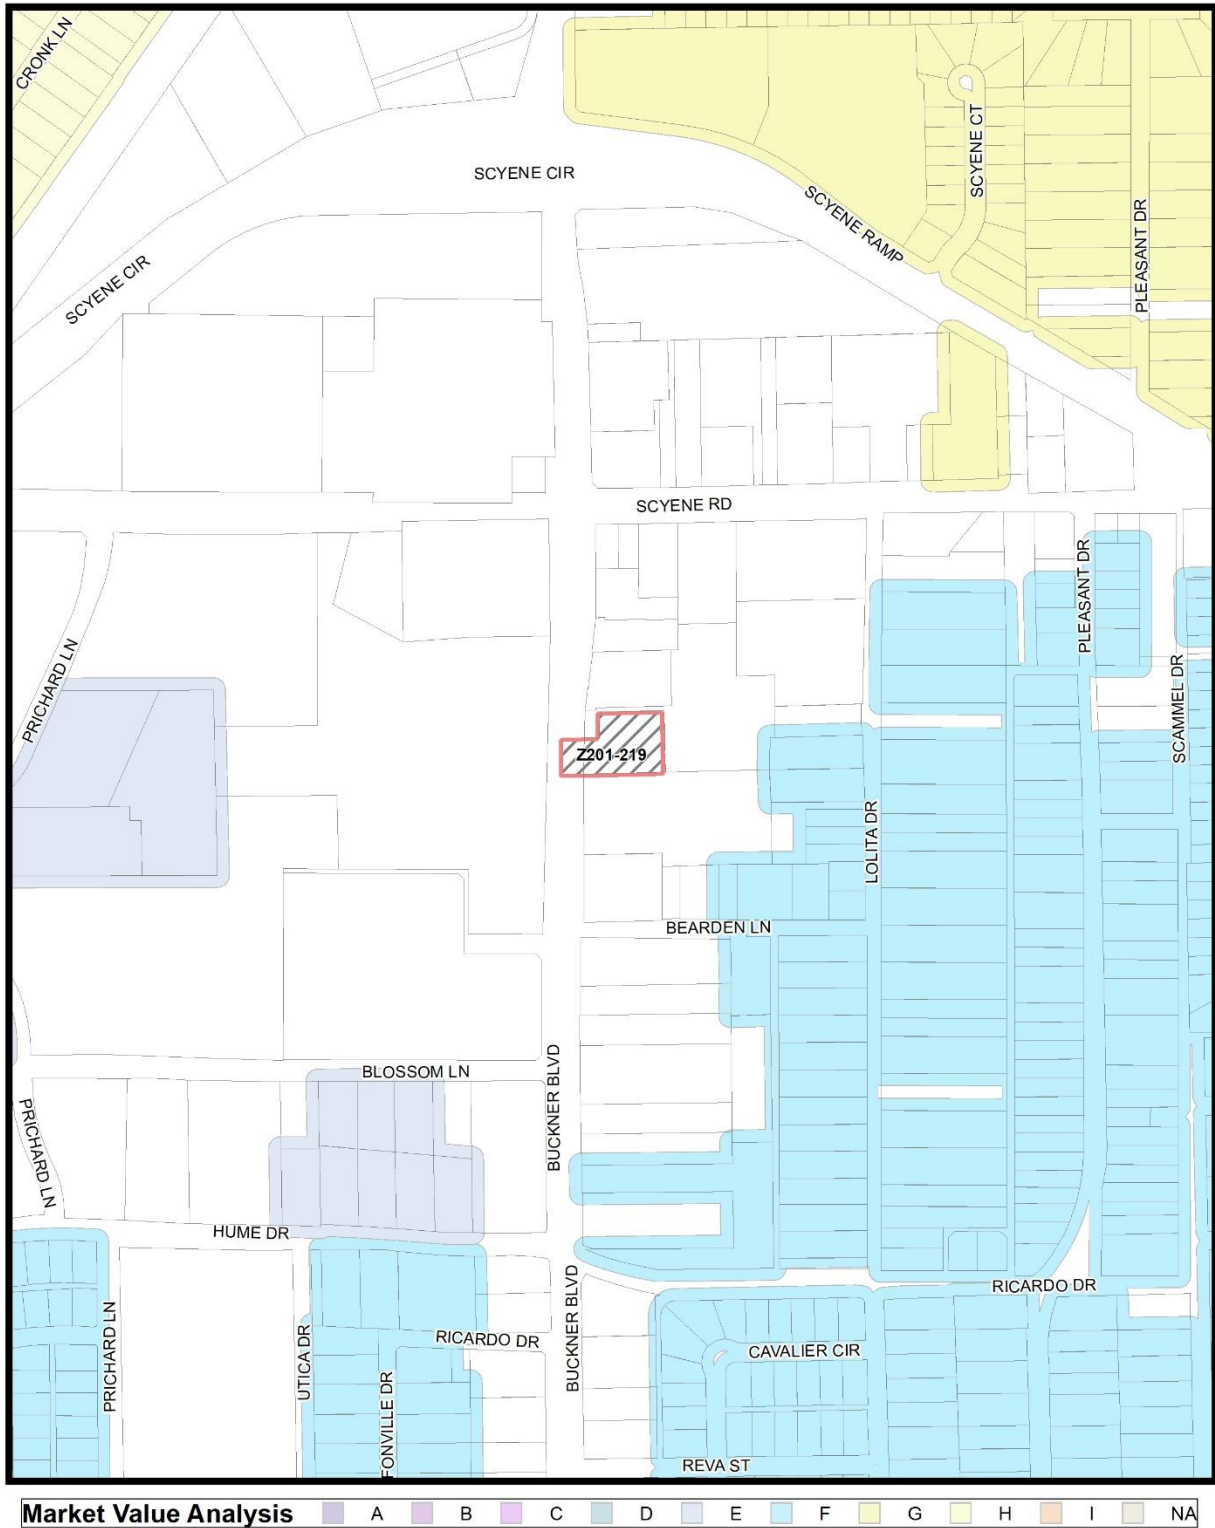 CRONK LN
SCYENE CIR
SCYENE CT
SCYENE RAMP
PLEASANT DR
SCYENE CIR
SCYENE RD
PRICHARD LN
PLEASANT DR
SCAMMEL DR
Z201-219
LOLITA DR
BEARDEN LN
BUCKNER BLVD
BLOSSOM LN
PRICHARD LN
HUME DR
BUCKNER BLVD
RICARDO DR
PRICHARD LN
UTICA DR
RICARDO DR
FONVILLE DR
CAVALIER CIR
REVA ST
Market Value Analysis A B C D E F G H I NA